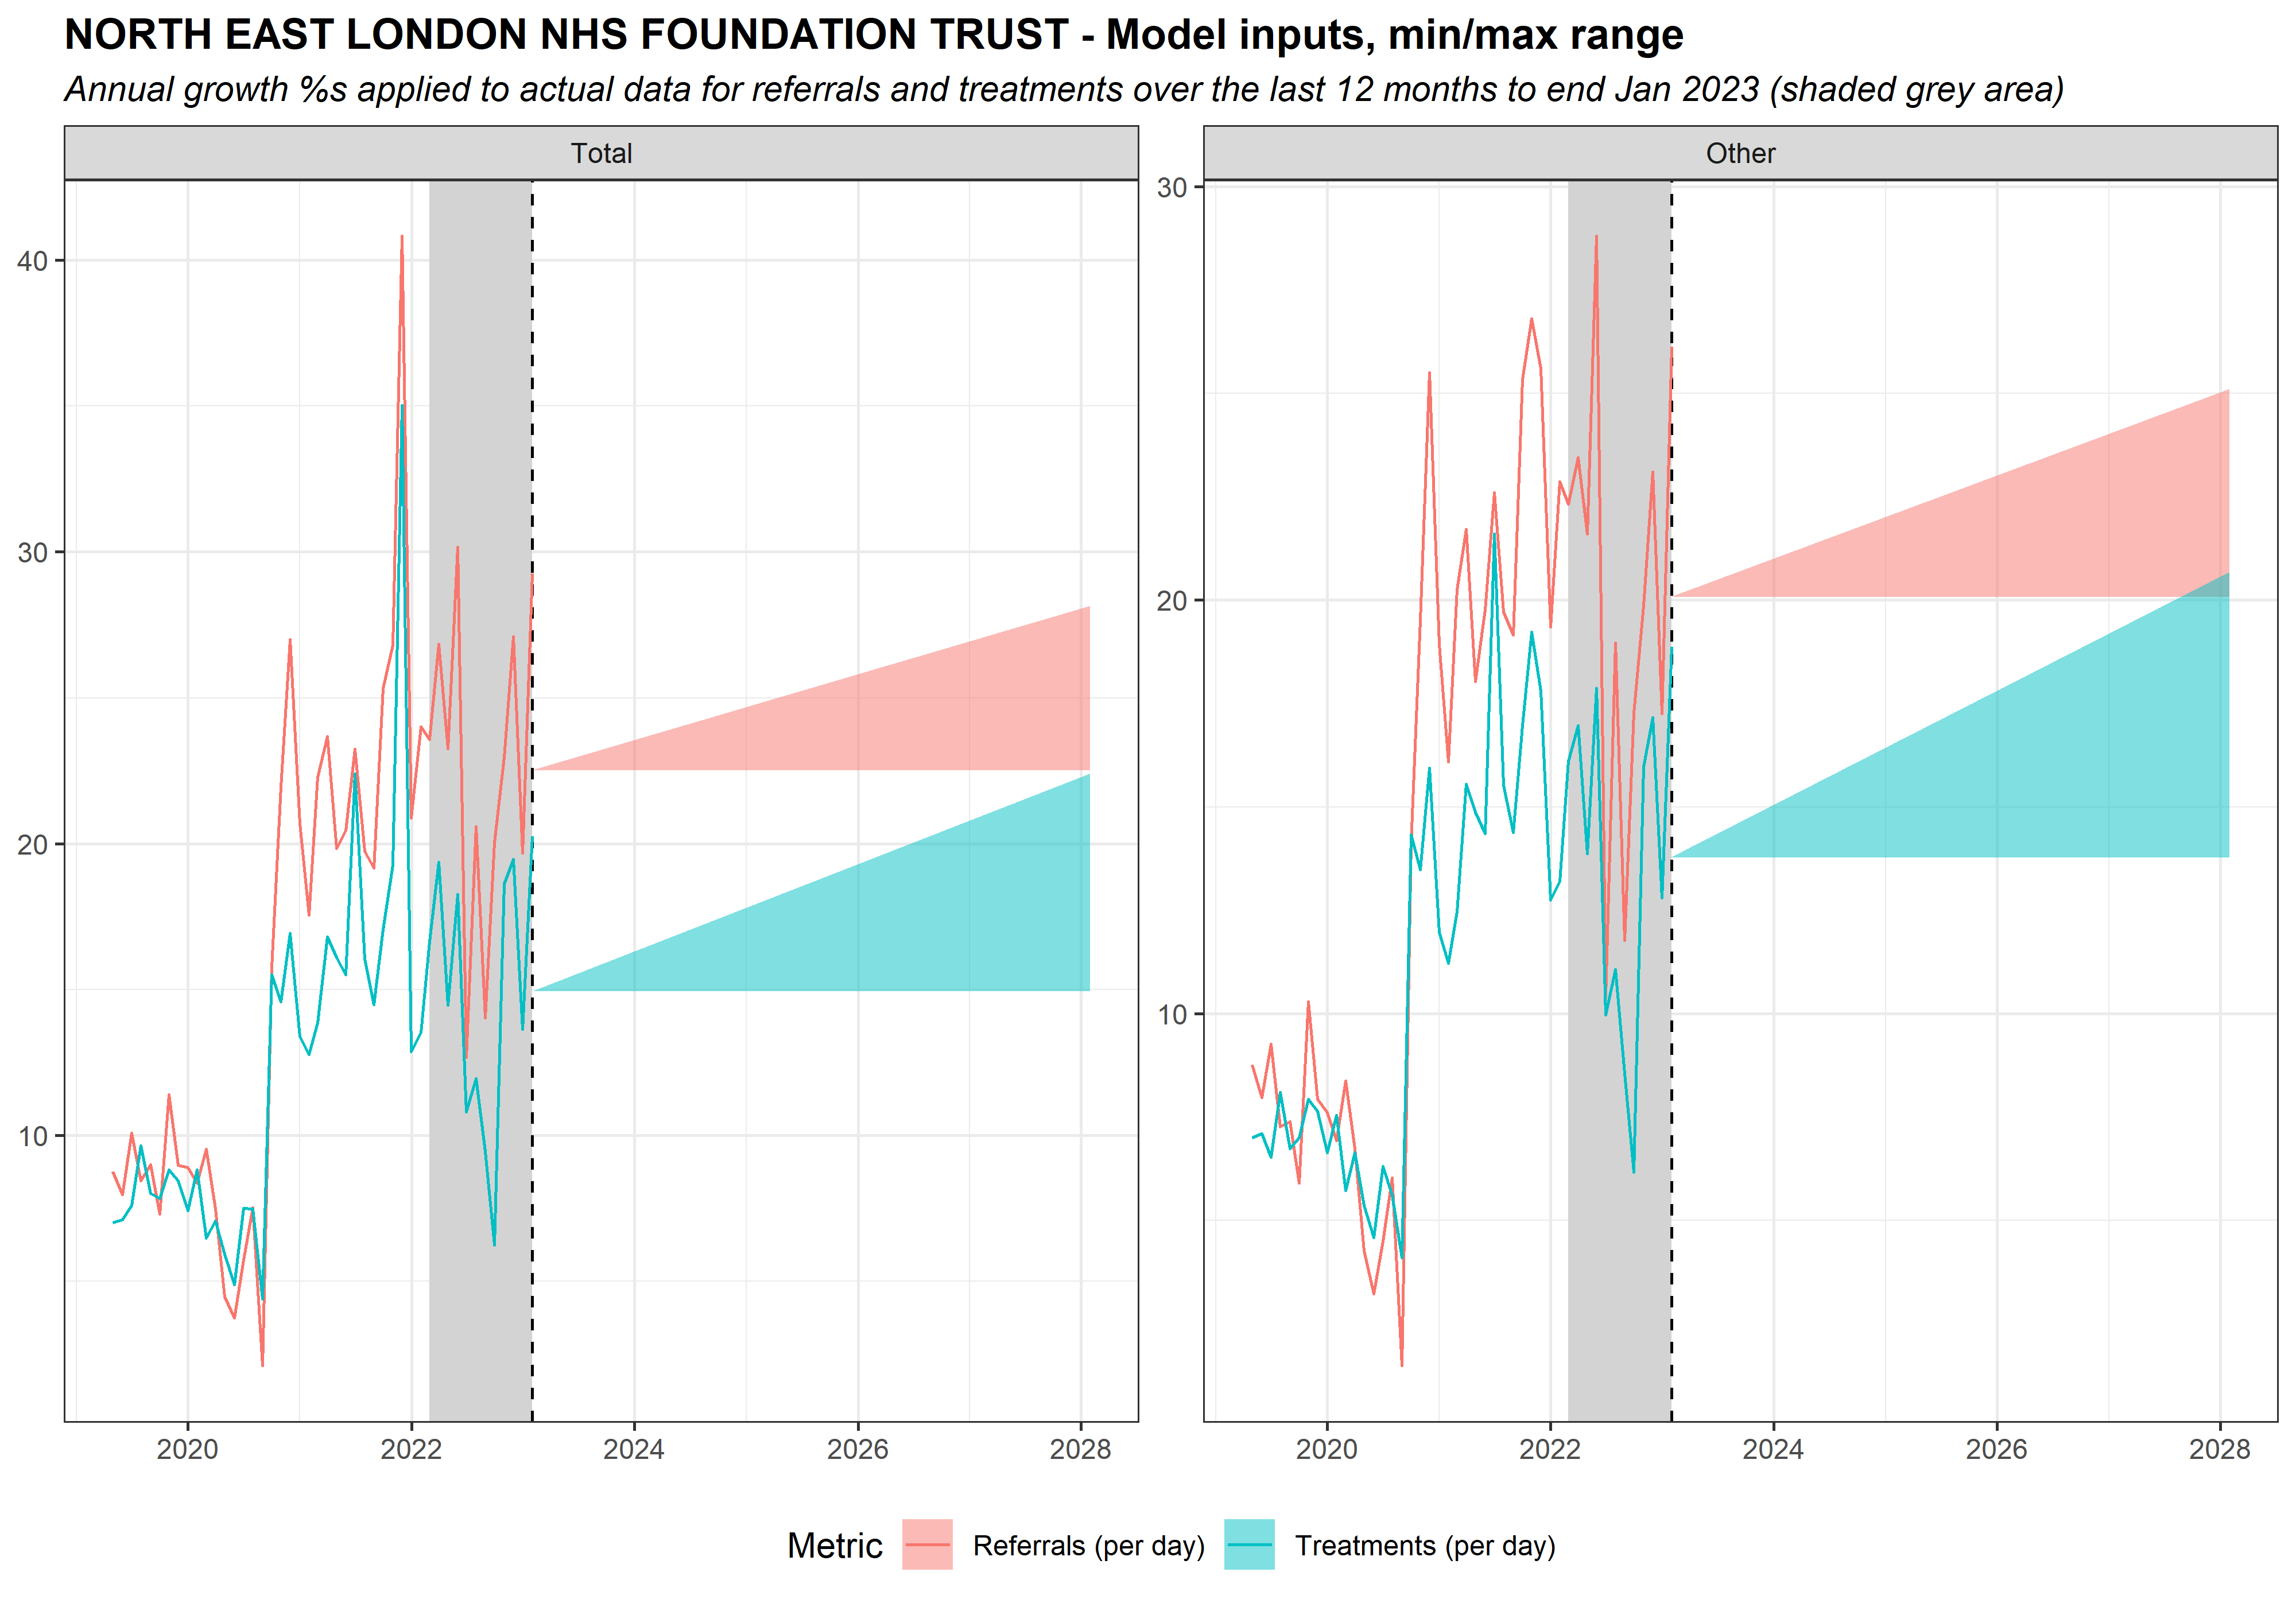 NORTH EAST LONDON NHS FOUNDATION TRUST - Model inputs, min/max range
Annual growth %s applied to actual data for referrals and treatments over the last 12 months to end Jan 2023 (shaded grey area)
Total
40
30
20
10
2020 2022 2024 2026 2028
Other
30
20
10
2020 2022 2024 2026 2028
Metric Referrals (per day) Treatments (per day)